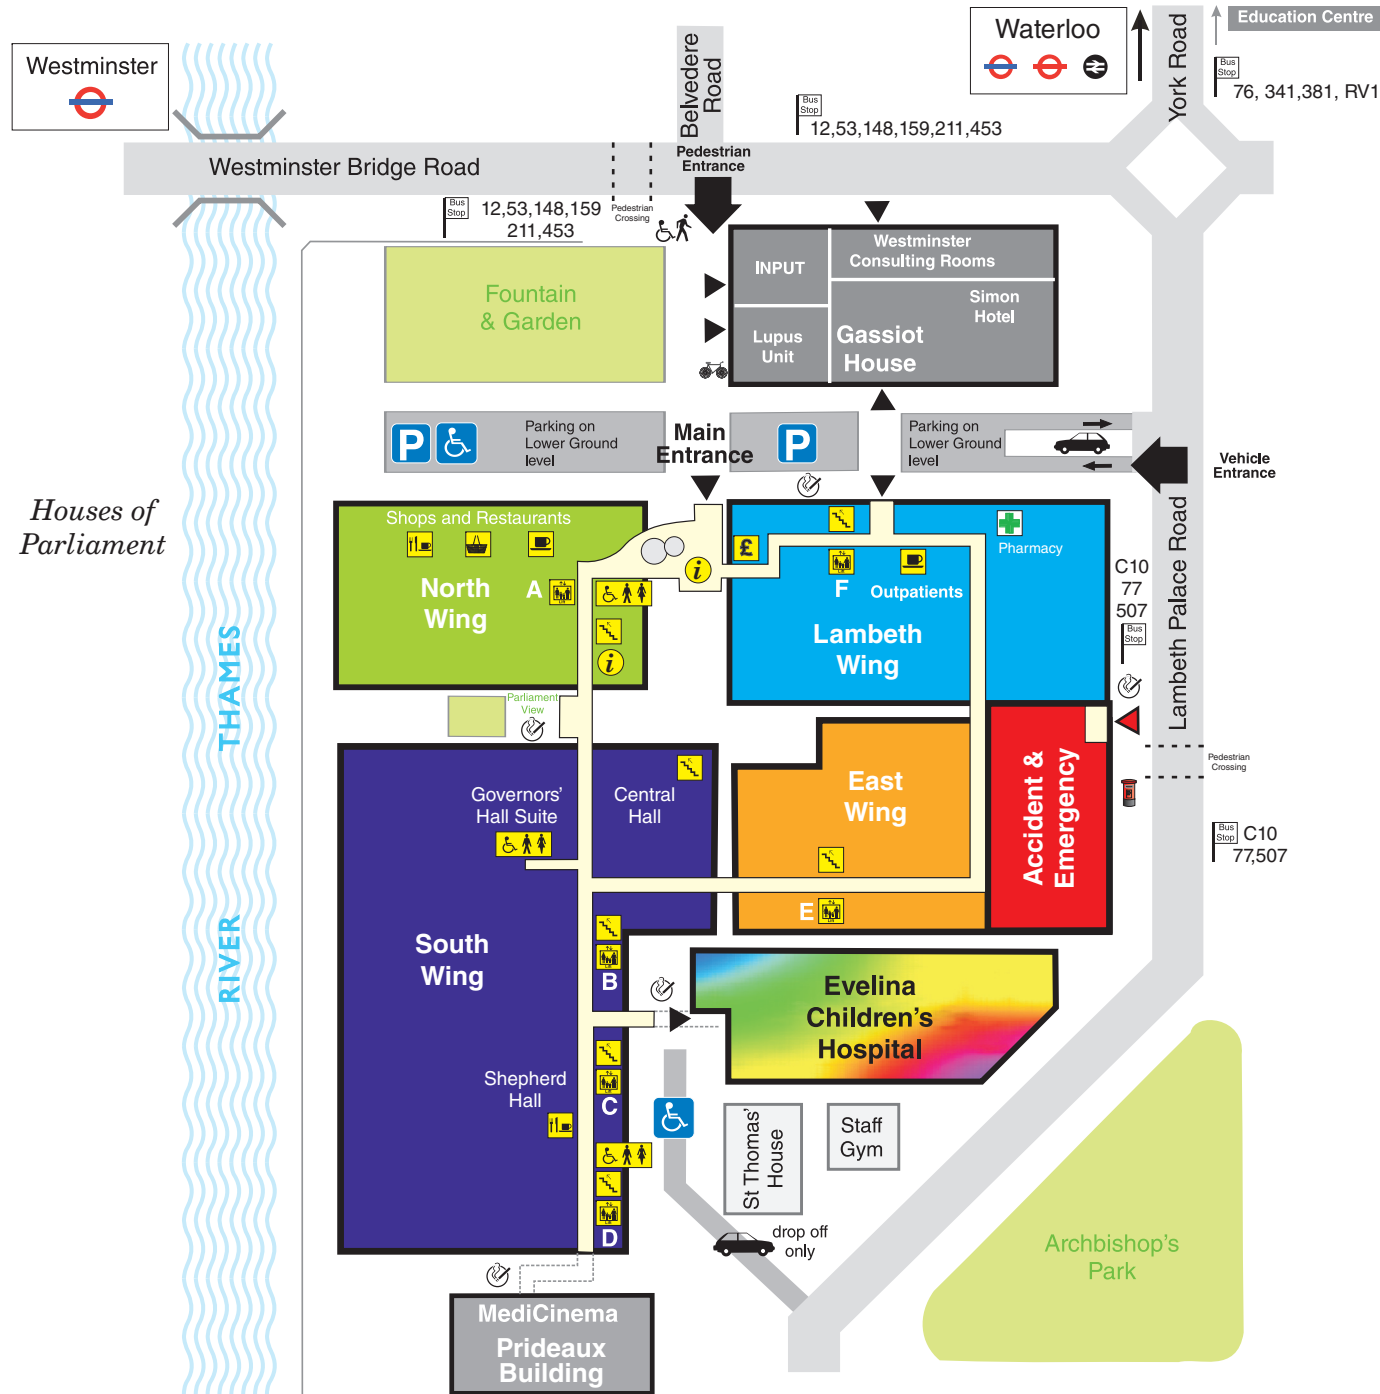 Westminster
Waterloo
Education Centre
York Road
Belvedere
Road
Bus
Stop
76, 341,381, RV1
Bus
Stop
12,53,148,159,211,453
Westminster Bridge Road
Pedestrian
Entrance
Bus
Stop
12,53,148,159
211,453
Pedestrian
Crossing
INPUT
Westminster
Consulting Rooms
Simon
Hotel
Lupus
Unit
Gassiot
House
Fountain
& Garden
P
Parking on
Lower Ground
level
Main
Entrance
P
Parking on
Lower Ground
level
Vehicle
Entrance
Houses of
Parliament
Shops and Restaurants
North
Wing
A
i
i
£
F
Outpatients
Pharmacy
Lambeth
Wing
C10
77
507
Bus
Stop
Lambeth Palace Road
RIVER THAMES
Parliament
View
Governors'
Hall Suite
Central
Hall
East
Wing
E
Accident &
Emergency
Pedestrian
Crossing
Bus
Stop
C10
77,507
South
Wing
B
Evelina
Children's
Hospital
Shepherd
Hall
C
St Thomas'
House
Staff
Gym
D
drop off
only
Archbishop's
Park
MediCinema
Prideaux
Building